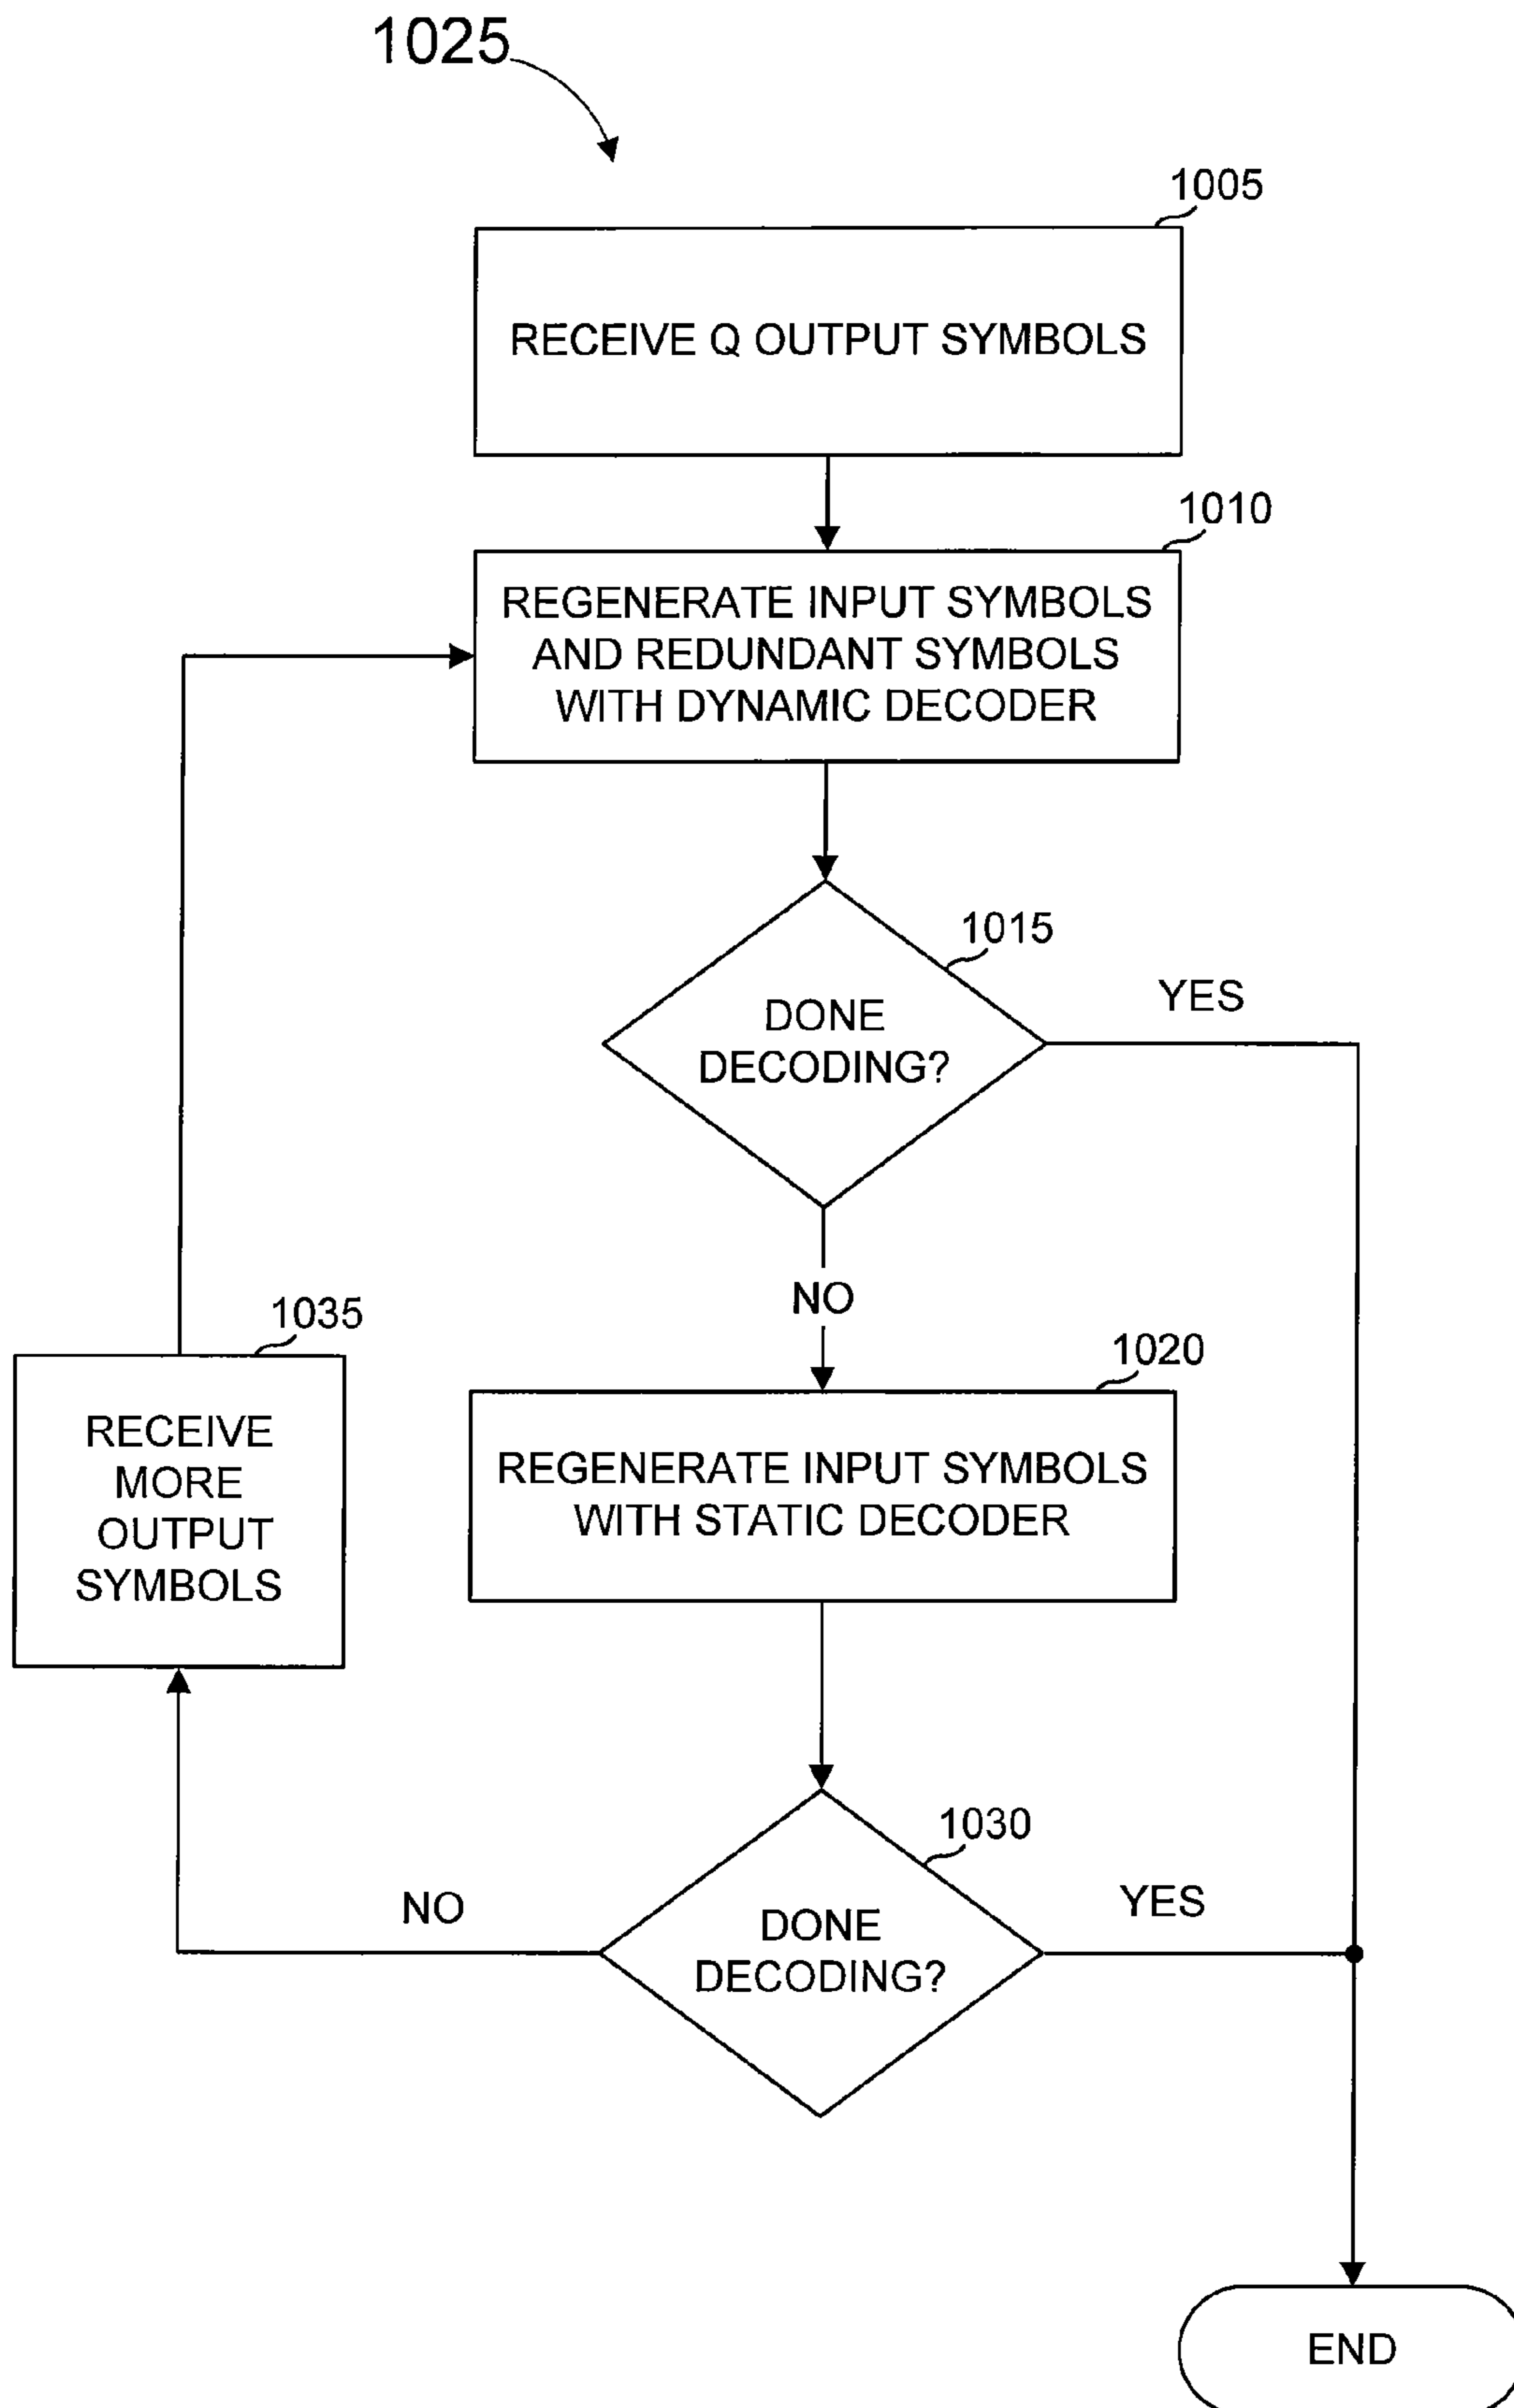 1025
1005
RECEIVE Q OUTPUT SYMBOLS
1010
REGENERATE INPUT SYMBOLS
AND REDUNDANT SYMBOLS
WITH DYNAMIC DECODER
1015
YES
DONE
DECODING?
NO
1035
1020
RECEIVE
MORE
OUTPUT
SYMBOLS
REGENERATE INPUT SYMBOLS
WITH STATIC DECODER
1030
NO
YES
DONE
DECODING?
END